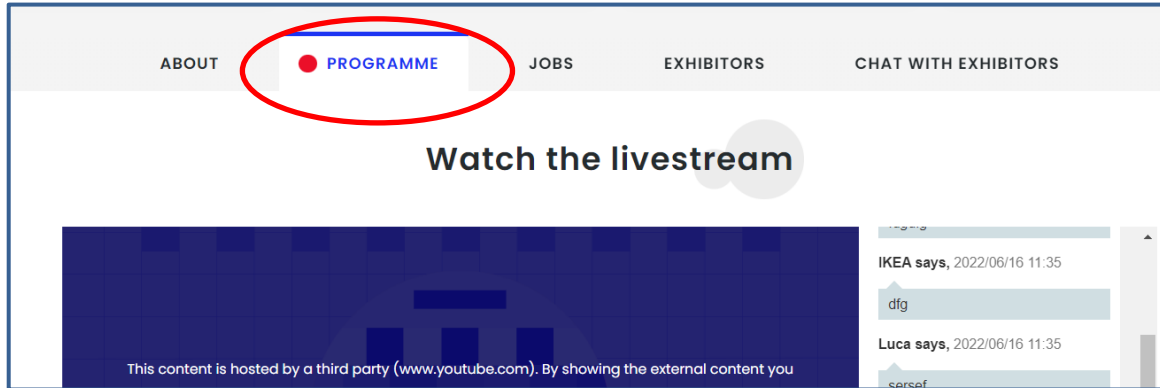 ABOUT PROGRAMME JOBS EXHIBITORS CHAT WITH EXHIBITORS
Watch the livestream
IKEA says, 2022/06/16 11:35
dfg
Luca says, 2022/06/16 11:35
This content is hosted by a third party (www.youtube.com). By showing the external content you
sersef